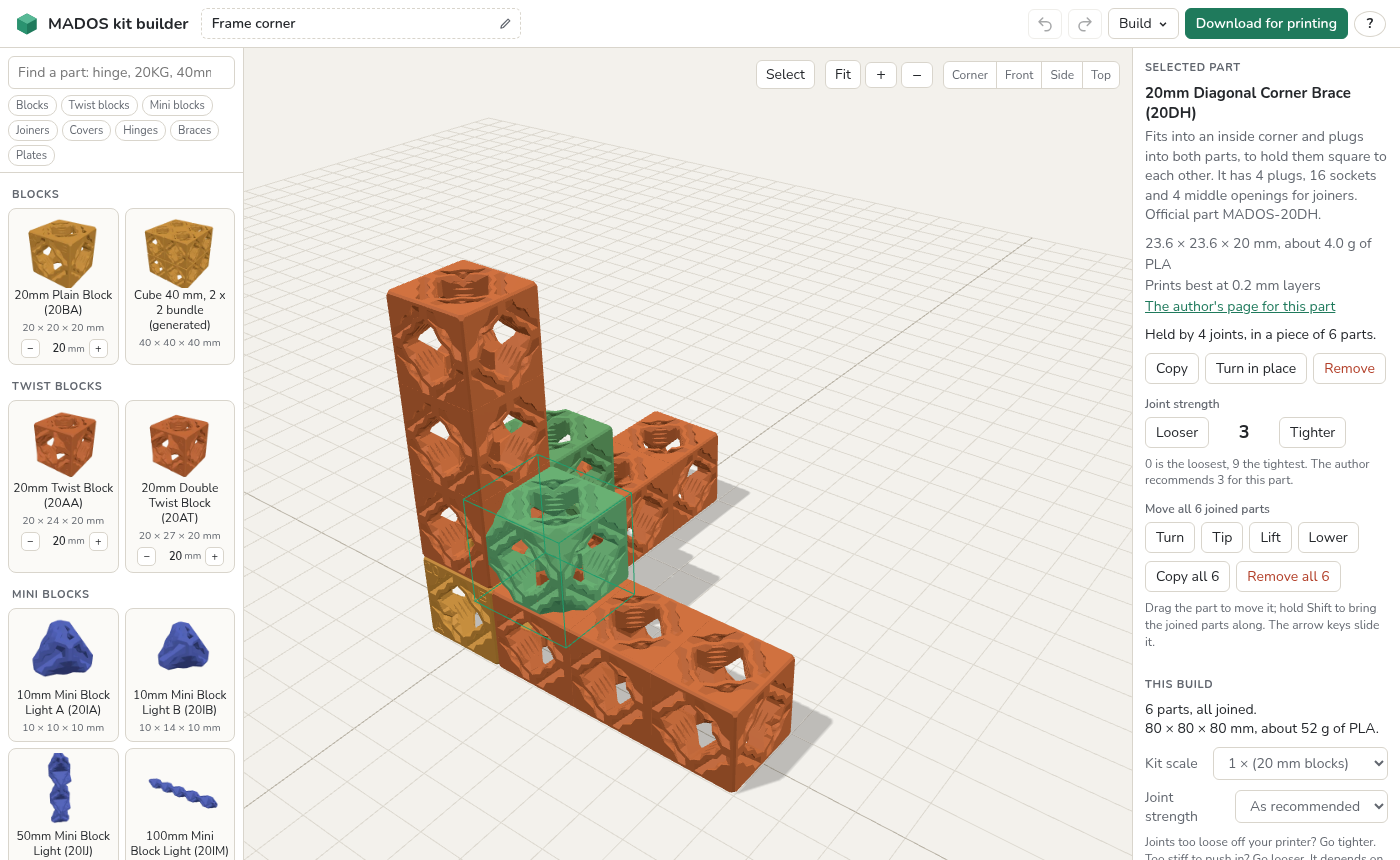 MADOS kit builder
Frame corner
Build
Download for printing
?
Find a part: hinge, 20KG, 40mn
Blocks
Twist blocks
Mini blocks
Joiners
Covers
Hinges
Braces
Plates
BLOCKS
20mm Plain Block
(20BA)
20 × 20 × 20 mm
− 20 mm +
Cube 40 mm, 2 x
2 bundle
(generated)
40 × 40 × 40 mm
TWIST BLOCKS
20mm Twist Block
(20AA)
20 × 24 × 20 mm
− 20 mm +
20mm Double
Twist Block
(20AT)
20 × 27 × 20 mm
− 20 mm +
MINI BLOCKS
10mm Mini Block
Light A (20IA)
10 × 10 × 10 mm
10mm Mini Block
Light B (20IB)
10 × 14 × 10 mm
50mm Mini Block
Light (20IJ)
100mm Mini
Block Light (20IM)
Select
Fit
+
−
Corner
Front
Side
Top
SELECTED PART
20mm Diagonal Corner Brace
(20DH)
Fits into an inside corner and plugs
into both parts, to hold them square to
each other. It has 4 plugs, 16 sockets
and 4 middle openings for joiners.
Official part MADOS-20DH.
23.6 × 23.6 × 20 mm, about 4.0 g of
PLA
Prints best at 0.2 mm layers
The author's page for this part
Held by 4 joints, in a piece of 6 parts.
Copy
Turn in place
Remove
Joint strength
Looser
3
Tighter
0 is the loosest, 9 the tightest. The author
recommends 3 for this part.
Move all 6 joined parts
Turn
Tip
Lift
Lower
Copy all 6
Remove all 6
Drag the part to move it; hold Shift to bring
the joined parts along. The arrow keys slide
it.
THIS BUILD
6 parts, all joined.
80 × 80 × 80 mm, about 52 g of PLA.
Kit scale
1 × (20 mm blocks)
Joint
strength
As recommended
Joints too loose off your printer? Go tighter.
Too stiff to push in? Go looser. It depends on